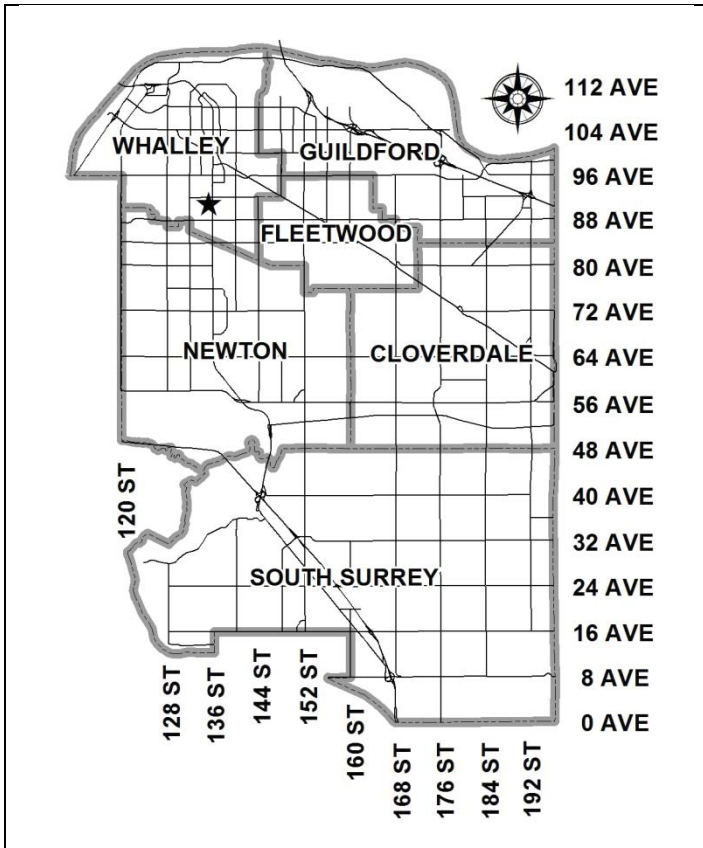 112 AVE
104 AVE
WHALLEY
GUILDFORD
96 AVE
88 AVE
FLEETWOOD
80 AVE
72 AVE
NEWTON
CLOVERDALE
64 AVE
56 AVE
48 AVE
120 ST
40 AVE
32 AVE
SOUTH SURREY
24 AVE
16 AVE
128 ST
136 ST
144 ST
152 ST
160 ST
8 AVE
0 AVE
168 ST
176 ST
184 ST
192 ST